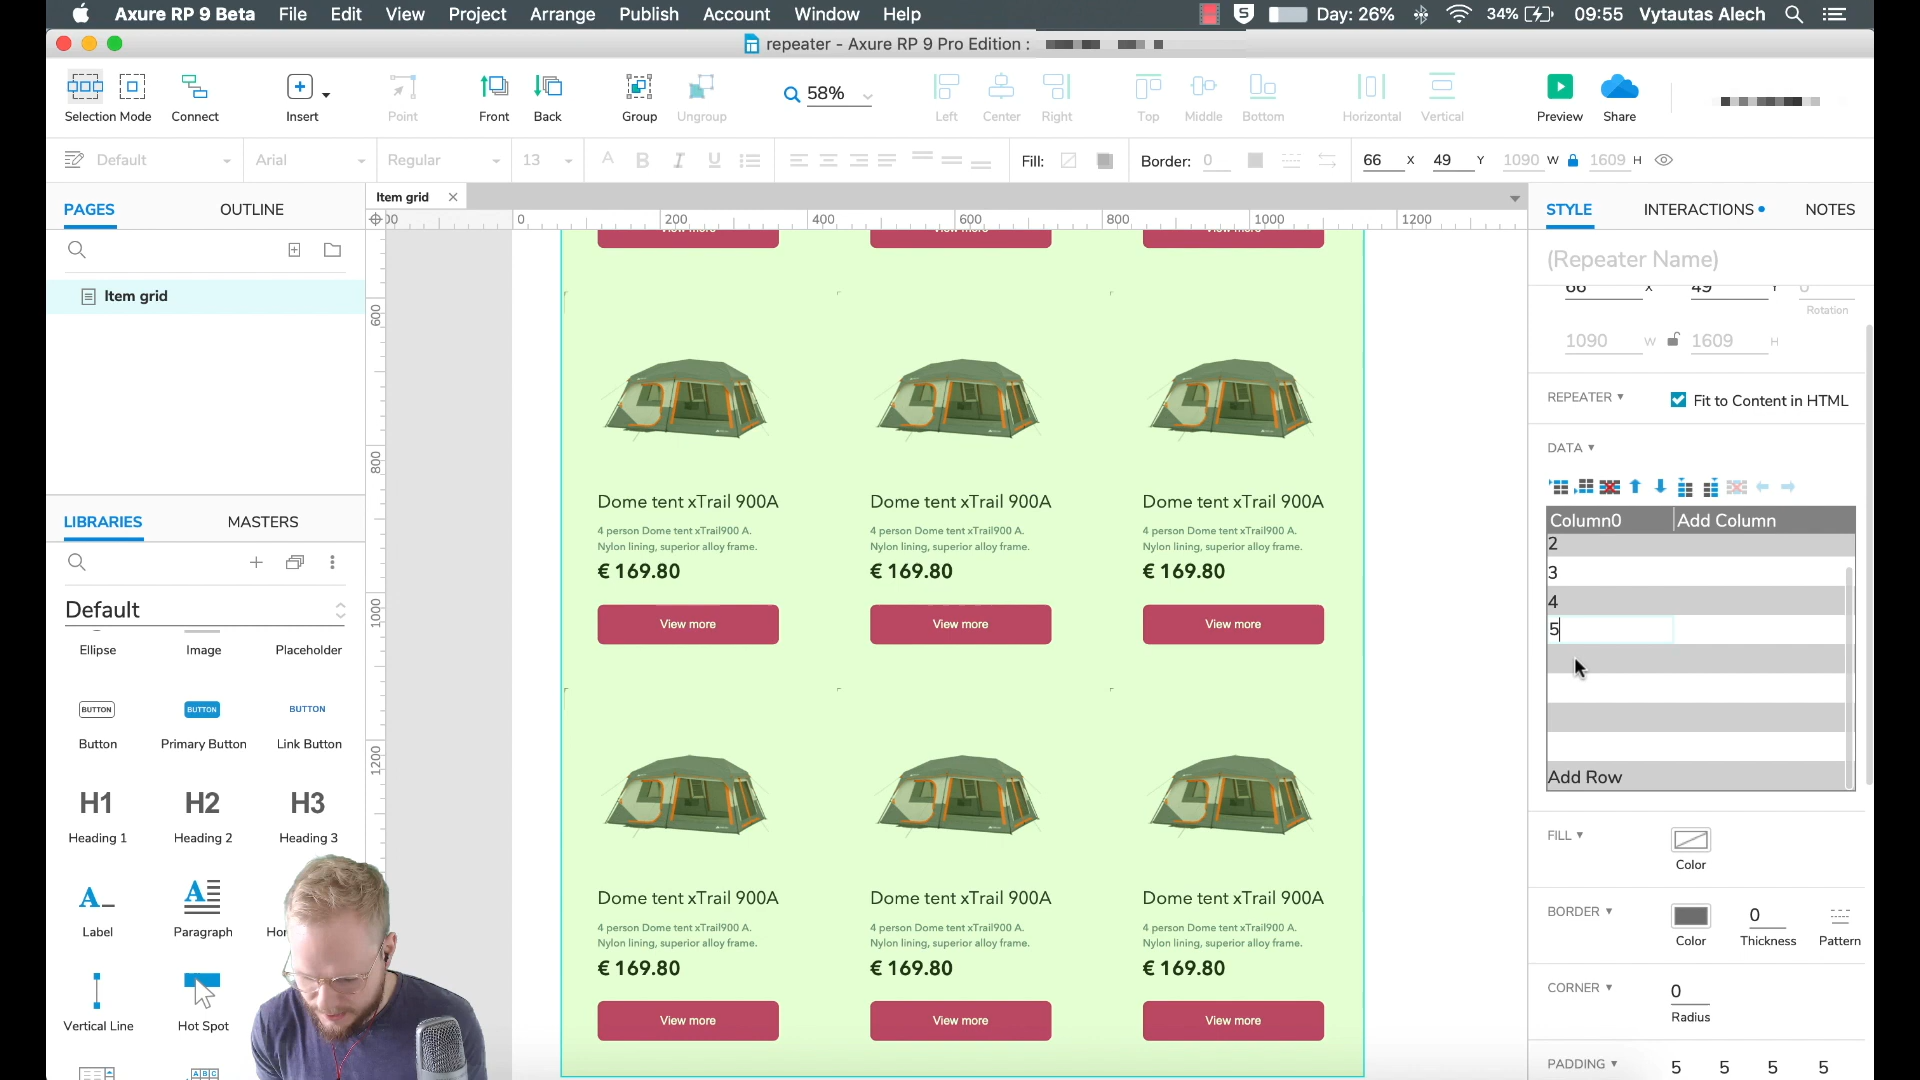 Axure RP 9 Beta File Edit View Project Arrange Publish Account Window Help S Day: 26% 34% 09:55 Vytautas Alech
repeater - Axure RP 9 Pro Edition :
Selection Mode Connect Insert Point Front Back Group Ungroup 58% Left Center Right Top Middle Bottom Horizontal Vertical Preview Share
Default Arial Regular 13 A B I U Fill: Border: 0 66 X 49 Y 1090 W 1609 H
PAGES OUTLINE
Item grid
Item grid
0 200 400 600 800 1000 1200
600
800
1000
1200
STYLE INTERACTIONS NOTES
(Repeater Name)
66 X 49 Y 0
Rotation
1090 W 1609 H
REPEATER Fit to Content in HTML
DATA
Column0 Add Column
2
3
4
5
Add Row
FILL
Color
BORDER 0
Color Thickness Pattern
CORNER 0
Radius
PADDING 5 5 5 5
LIBRARIES MASTERS
Default
Ellipse Image Placeholder
BUTTON BUTTON BUTTON
Button Primary Button Link Button
H1 H2 H3
Heading 1 Heading 2 Heading 3
A A
Label Paragraph Hor
Vertical Line Hot Spot
A B C
View more View more View more
Dome tent xTrail 900A Dome tent xTrail 900A Dome tent xTrail 900A
4 person Dome tent xTrail900 A. 4 person Dome tent xTrail900 A. 4 person Dome tent xTrail900 A.
Nylon lining, superior alloy frame. Nylon lining, superior alloy frame. Nylon lining, superior alloy frame.
€ 169.80 € 169.80 € 169.80
View more View more View more
Dome tent xTrail 900A Dome tent xTrail 900A Dome tent xTrail 900A
4 person Dome tent xTrail900 A. 4 person Dome tent xTrail900 A. 4 person Dome tent xTrail900 A.
Nylon lining, superior alloy frame. Nylon lining, superior alloy frame. Nylon lining, superior alloy frame.
€ 169.80 € 169.80 € 169.80
View more View more View more